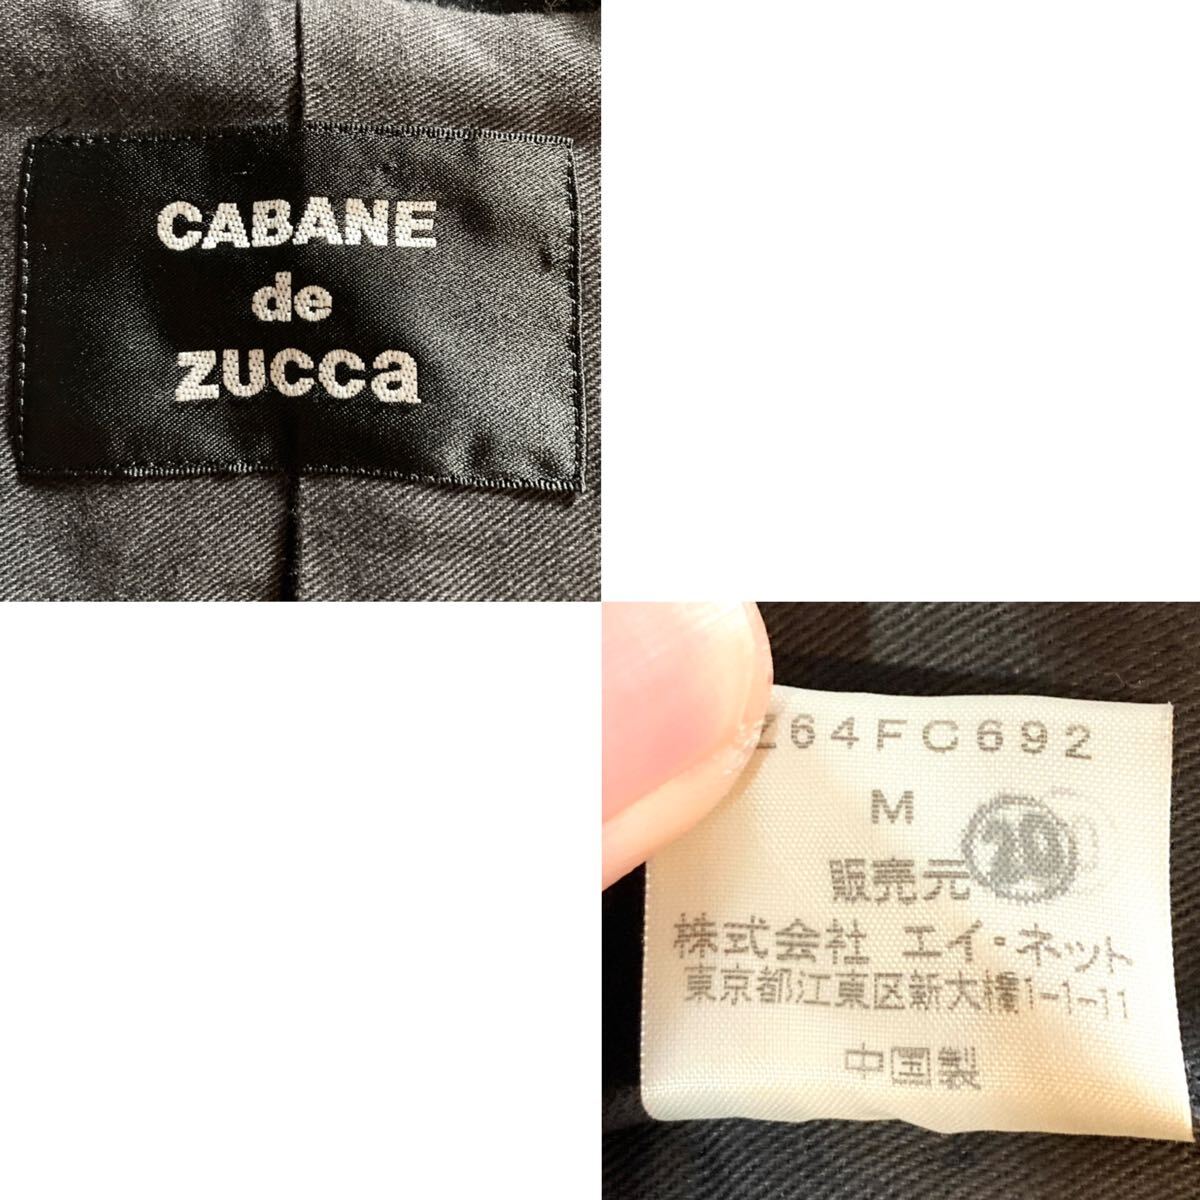 CABANE
de
zucca
Z64FC692
M
20
販売元
株式会社 エイ・ネット
東京都江東区新大橋1-1-11
中国製